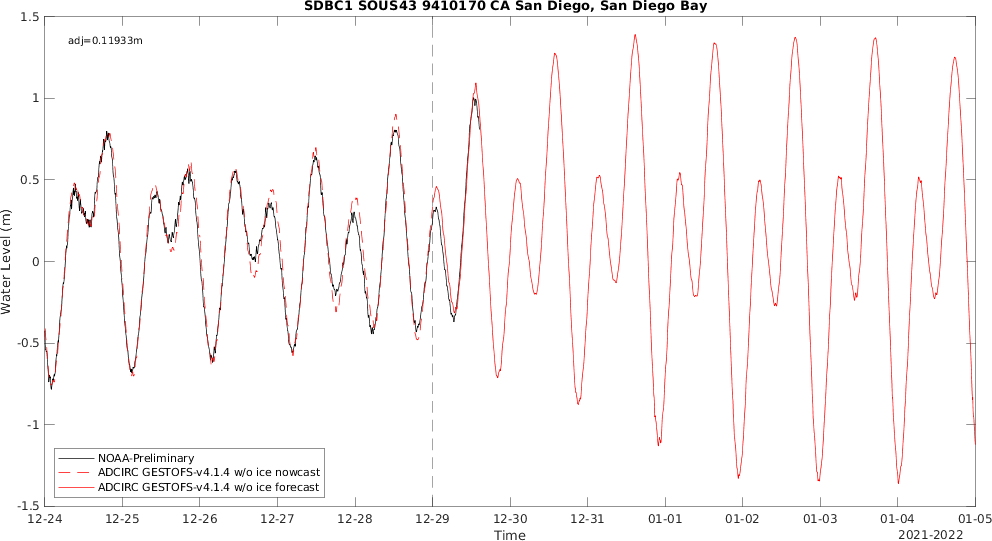 SDBC1 SOUS43 9410170 CA San Diego, San Diego Bay
adj=0.11933m
1.5
1
0.5
0
-0.5
-1
-1.5
Water Level (m)
NOAA-Preliminary
ADCIRC GESTOFS-v4.1.4 w/o ice nowcast
ADCIRC GESTOFS-v4.1.4 w/o ice forecast
12-24 12-25 12-26 12-27 12-28 12-29 12-30 12-31 01-01 01-02 01-03 01-04 01-05
Time
2021-2022